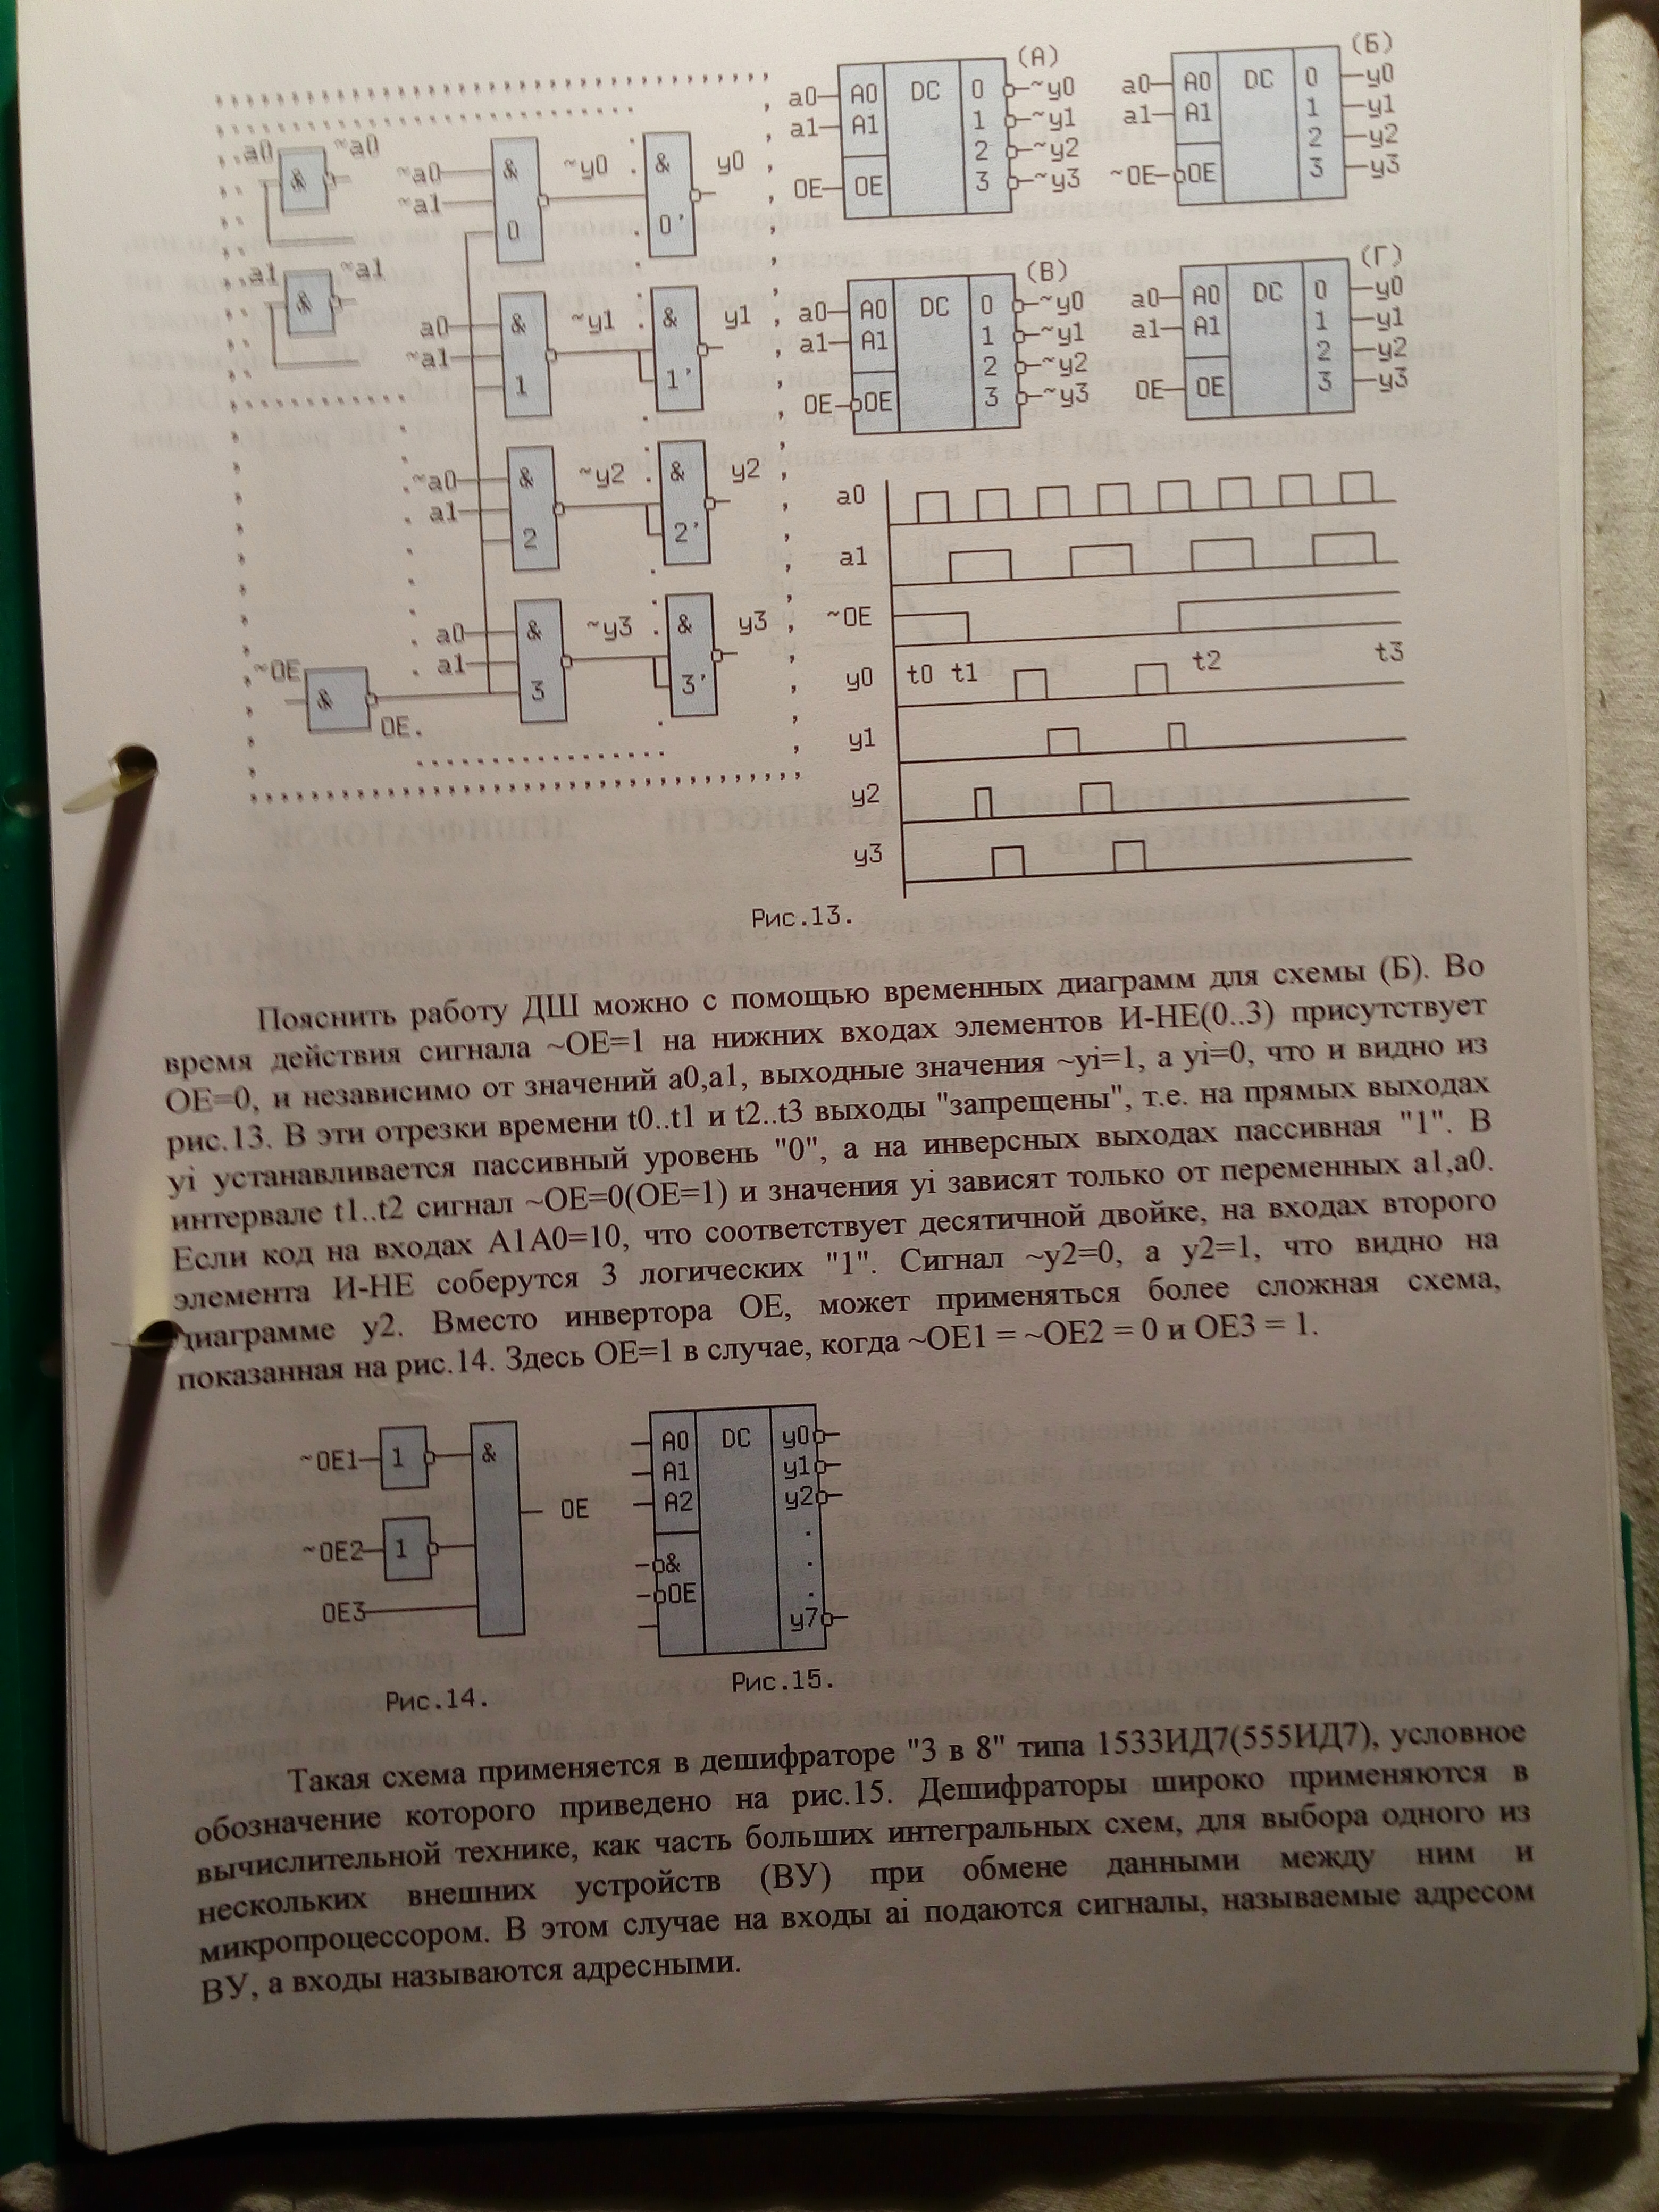 (А)
a0 A0 DC 0 ~y0
a1 A1 1 ~y1
2 ~y2
OE OE 3 ~y3
(Б)
a0 A0 DC 0 y0
a1 A1 1 y1
2 y2
~OE OE 3 y3
(В)
a0 A0 DC 0 ~y0
a1 A1 1 ~y1
2 ~y2
OE OE 3 ~y3
(Г)
a0 A0 DC 0 y0
a1 A1 1 y1
2 y2
OE OE 3 y3
a0 & ~a0
a1 & ~a1
~a0 & ~y0 & y0
~a1
0 0'
a0 & ~y1 & y1
~a1
1 1'
~a0 & ~y2 & y2
a1
2 2'
a0 & ~y3 & y3
a1
3 3'
~OE & OE
a0
a1
~OE
y0 t0 t1 t2 t3
y1
y2
y3
Рис.13.
Пояснить работу ДШ можно с помощью временных диаграмм для схемы (Б). Во
время действия сигнала ~OE=1 на нижних входах элементов И-НЕ(0..3) присутствует
OE=0, и независимо от значений a0,a1, выходные значения ~yi=1, а yi=0, что и видно из
рис.13. В эти отрезки времени t0..t1 и t2..t3 выходы "запрещены", т.е. на прямых выходах
yi устанавливается пассивный уровень "0", а на инверсных выходах пассивная "1". В
интервале t1..t2 сигнал ~OE=0(OE=1) и значения yi зависят только от переменных a1,a0.
Если код на входах A1A0=10, что соответствует десятичной двойке, на входах второго
элемента И-НЕ соберутся 3 логических "1". Сигнал ~y2=0, а y2=1, что видно на
диаграмме y2. Вместо инвертора OE, может применяться более сложная схема,
показанная на рис.14. Здесь OE=1 в случае, когда ~OE1 = ~OE2 = 0 и OE3 = 1.
~OE1 1 &
OE
~OE2 1
OE3
Рис.14.
A0 DC y0
A1 y1
A2 y2
&
OE
y7
Рис.15.
Такая схема применяется в дешифраторе "3 в 8" типа 1533ИД7(555ИД7), условное
обозначение которого приведено на рис.15. Дешифраторы широко применяются в
вычислительной технике, как часть больших интегральных схем, для выбора одного из
нескольких внешних устройств (ВУ) при обмене данными между ним и
микропроцессором. В этом случае на входы ai подаются сигналы, называемые адресом
ВУ, а входы называются адресными.